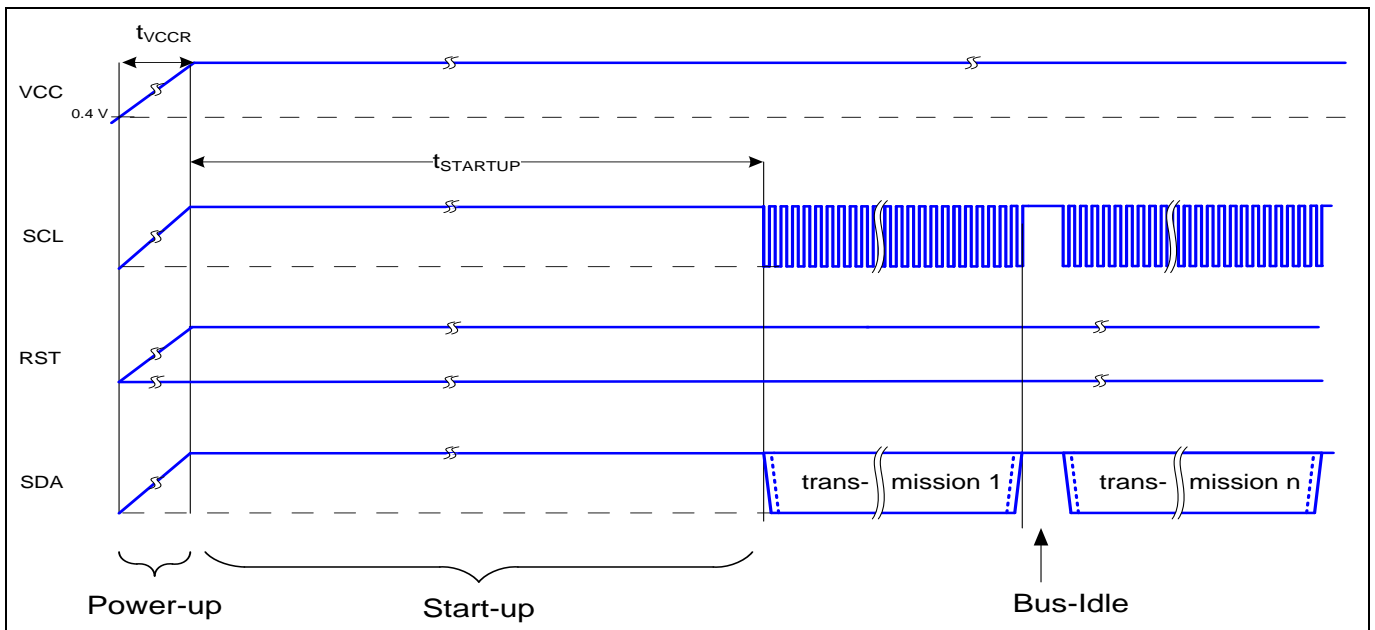 tVCCR
VCC
0.4 V
tSTARTUP
SCL
RST
SDA
trans- mission 1
trans- mission n
Power-up
Start-up
Bus-Idle